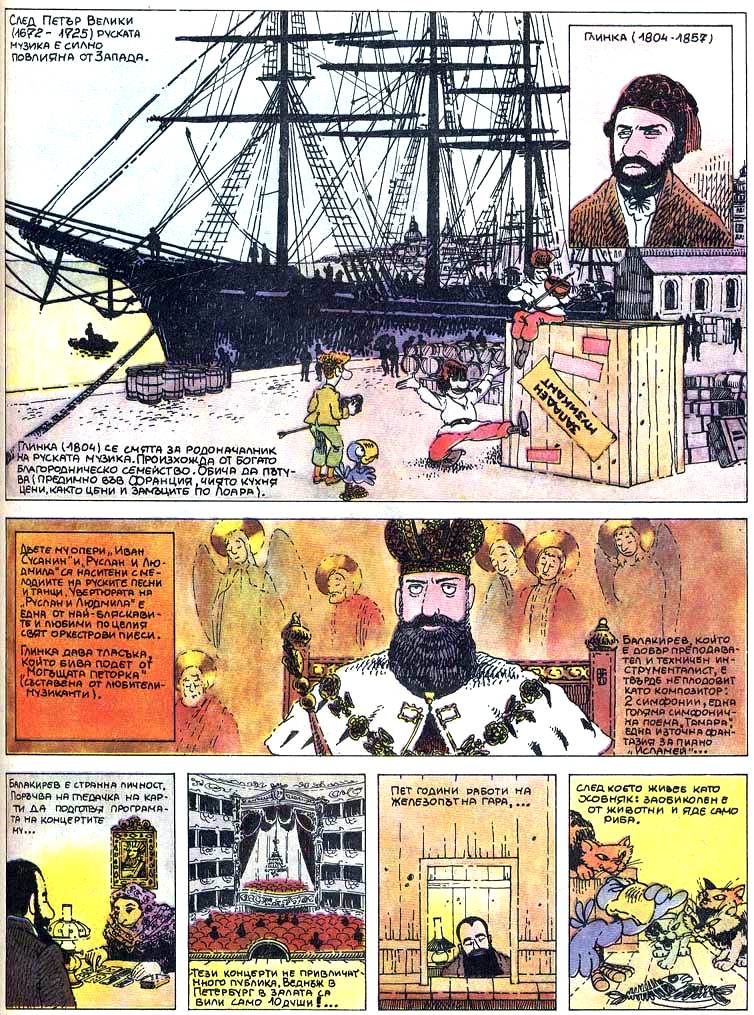 СЛЕД ПЕТЪР ВЕЛИКИ
(1672 - 1725) РУСКАТА
МУЗИКА Е СИЛНО
ПОВЛИЯНА ОТ ЗАПАДА.
ГЛИНКА (1804-1857)
ЗАПАДЕН
МУЗИКАНТ
ГЛИНКА (1804) СЕ СМЯТА ЗА РОДОНАЧАЛНИК
НА РУСКАТА МУЗИКА. ПРОИЗХОЖДА ОТ БОГАТО
БЛАГОРОДНИЧЕСКО СЕМЕЙСТВО. ОБИЧА ДА ПЪТУ-
ВА (ПРЕДИМНО ВЪВ ФРАНЦИЯ, ЧИЯТО КУХНЯ
ЦЕНИ, КАКТО ЦЕНИ И ЗАМЪЦИТЕ ПО ЛОАРА).
ДВЕТЕ МУ ОПЕРИ „ИВАН
СУСАНИН" И „РУСЛАН И ЛЮ-
ДМИЛА" СА НАСИТЕНИ С МЕ-
ЛОДИИТЕ НА РУСКИТЕ ПЕСНИ
И ТАНЦИ. УВЕРТЮРАТА НА
„РУСЛАН И ЛЮДМИЛА" Е
ЕДНА ОТ НАЙ-БЛЯСКАВИ-
ТЕ И ЛЮБИМИ ПО ЦЕЛИЯ
СВЯТ ОРКЕСТРОВИ ПИЕСИ.
ГЛИНКА ДАВА ТЛАСЪКА,
КОЙТО БИВА ПОДЕТ ОТ
„МОГЪЩАТА ПЕТОРКА"
(СЪСТАВЕНА ОТ ЛЮБИТЕЛИ-
МУЗИКАНТИ).
БАЛАКИРЕВ, КОЙТО
Е ДОБЪР ПРЕПОДАВА-
ТЕЛ И ТЕХНИЧЕН ИН-
СТРУМЕНТАЛИСТ, Е
ТВЪРДЕ НЕПЛОДОВИТ
КАТО КОМПОЗИТОР:
2 СИМФОНИИ, ЕДНА
ГОЛЯМА СИМФОНИЧ-
НА ПОЕМА „ТАМАРА",
ЕДНА ИЗТОЧНА ФАН-
ТАЗИЯ ЗА ПИАНО
„ИСЛАМЕЙ"...
БАЛАКИРЕВ Е СТРАННА ЛИЧНОСТ.
ПОРЪЧВА НА ГЛЕДАЧКА НА КАР-
ТИ ДА ПОДГОТВЯ ПРОГРАМА-
ТА НА КОНЦЕРТИТЕ
МУ...
ТЕЗИ КОНЦЕРТИ НЕ ПРИВЛИЧАТ
МНОГО ПУБЛИКА. ВЕДНЪЖ В
ПЕТЕРБУРГ В ЗАЛАТА СА
БИЛИ САМО 10 ДУШИ!...
ПЕТ ГОДИНИ РАБОТИ НА
ЖЕЛЕЗОПЪТНА ГАРА,...
СЛЕД КОЕТО ЖИВЕЕ КАТО
ХОВНЯК: ЗАОБИКОЛЕН Е
ОТ ЖИВОТНИ И ЯДЕ САМО
РИБА.